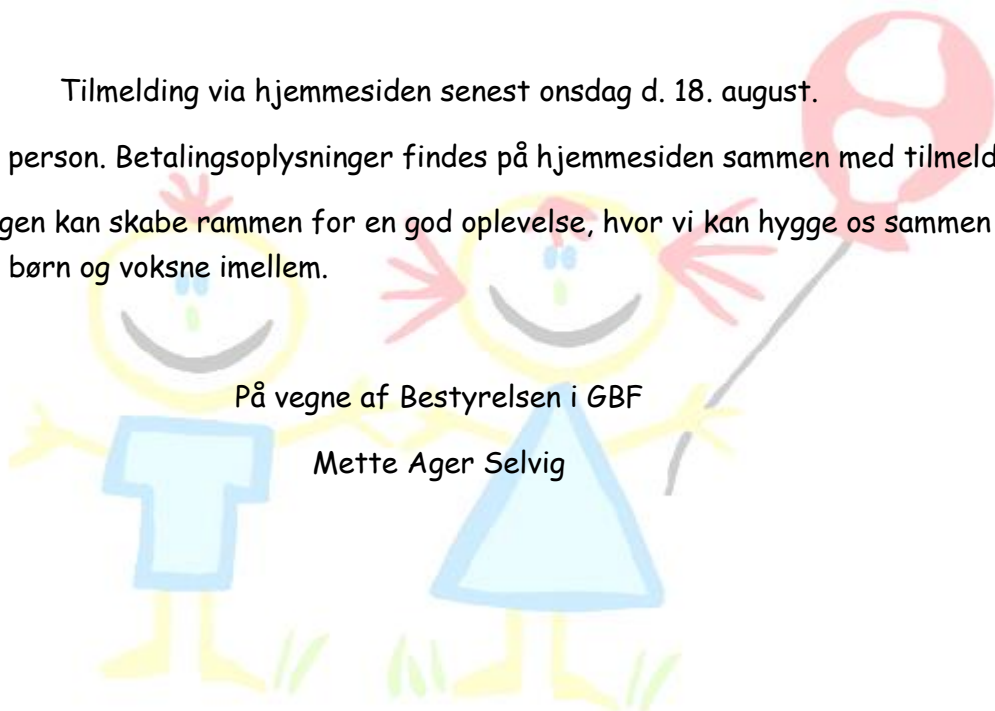 Tilmelding via hjemmesiden senest onsdag d. 18. august.
person. Betalingsoplysninger findes på hjemmesiden sammen med tilmeld
gen kan skabe rammen for en god oplevelse, hvor vi kan hygge os sammen
børn og voksne imellem.
På vegne af Bestyrelsen i GBF
Mette Ager Selvig